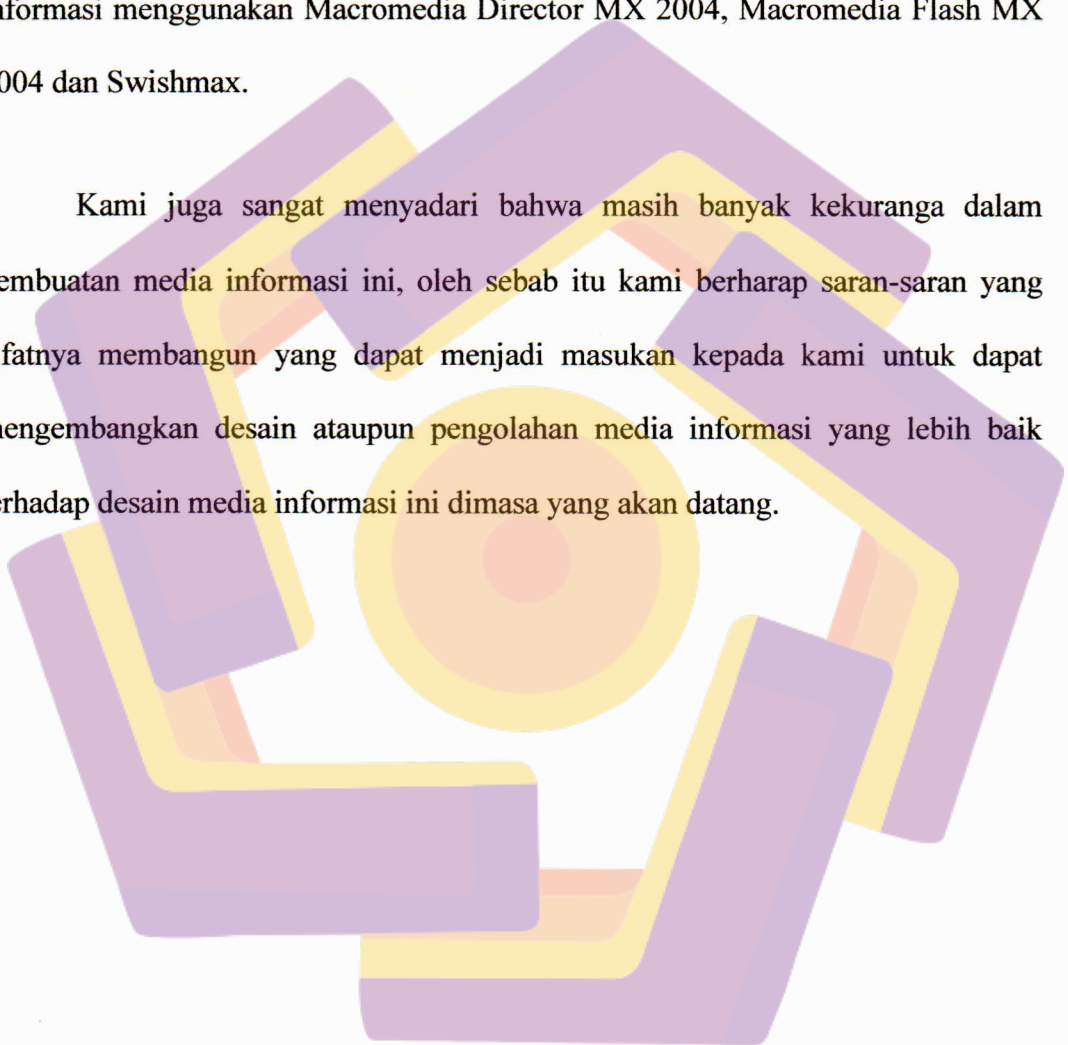 nformasi menggunakan Macromedia Director MX 2004, Macromedia Flash MX
004 dan Swishmax.
Kami juga sangat menyadari bahwa masih banyak kekuranga dalam
embuatan media informasi ini, oleh sebab itu kami berharap saran-saran yang
ifatnya membangun yang dapat menjadi masukan kepada kami untuk dapat
mengembangkan desain ataupun pengolahan media informasi yang lebih baik
erhadap desain media informasi ini dimasa yang akan datang.